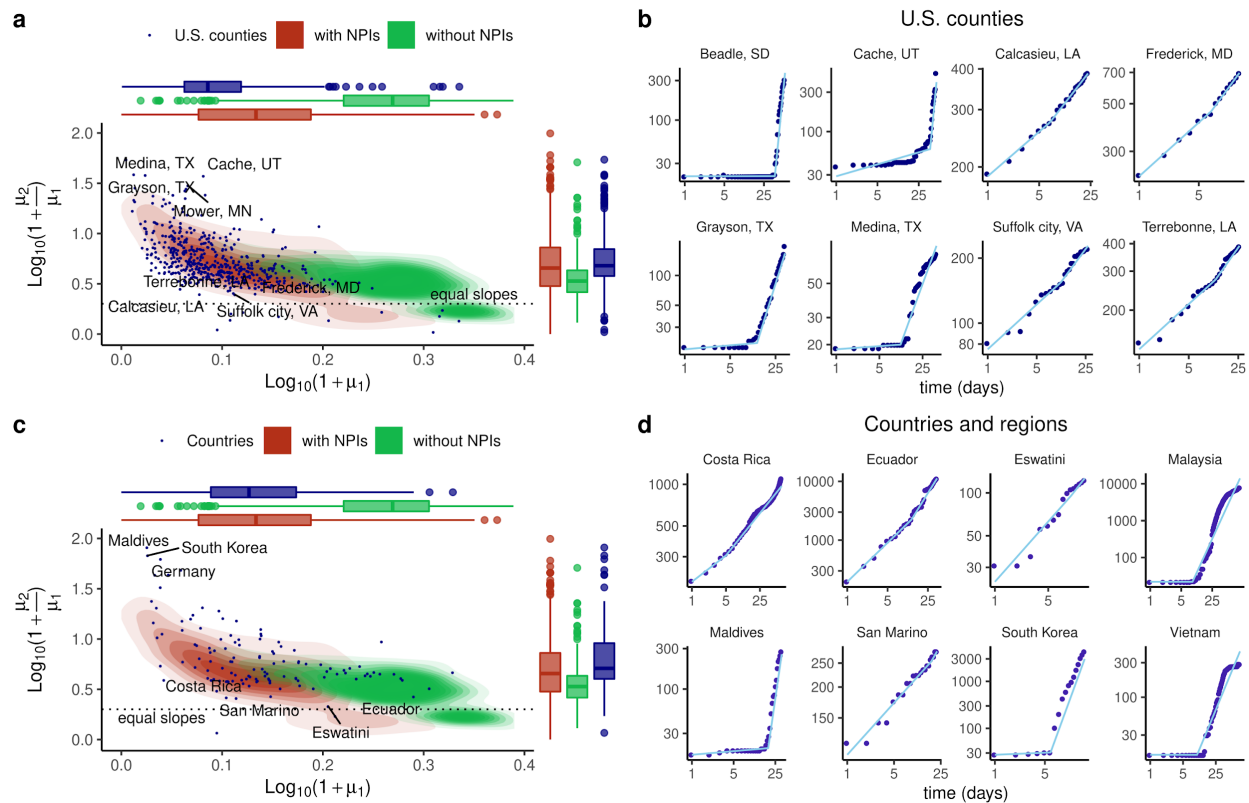 a
U.S. counties with NPIs without NPIs
Log10(1 + μ2/μ1)
2.0
1.5
1.0
0.5
0.0
Medina, TX Cache, UT
Grayson, TX
Mower, MN
Terrebonne, LA Frederick, MD
equal slopes
Calcasieu, LA Suffolk city, VA
0.0 0.1 0.2 0.3 0.4
Log10(1 + μ1)
b
U.S. counties
Beadle, SD Cache, UT Calcasieu, LA Frederick, MD
300
100
30
1 5 25
300
100
30
1 5 25
400
300
200
1 5 25
700
500
300
1 5
Grayson, TX Medina, TX Suffolk city, VA Terrebonne, LA
100
50
30
1 5 25
50
30
20
1 5 25
200
100
80
1 5 25
400
300
200
1 5 25
time (days)
c
Countries with NPIs without NPIs
Log10(1 + μ2/μ1)
2.0
1.5
1.0
0.5
0.0
Maldives
South Korea
Germany
Costa Rica
San Marino Ecuador
equal slopes
Eswatini
0.0 0.1 0.2 0.3 0.4
Log10(1 + μ1)
d
Countries and regions
Costa Rica Ecuador Eswatini Malaysia
1000
500
300
1 5 25
10000
3000
1000
300
1 5 25
100
50
30
1 5
10000
1000
100
1 5 25
Maldives San Marino South Korea Vietnam
300
100
30
1 5 25
250
150
1 5 25
3000
1000
300
100
30
1 5
300
100
30
1 5 25
time (days)